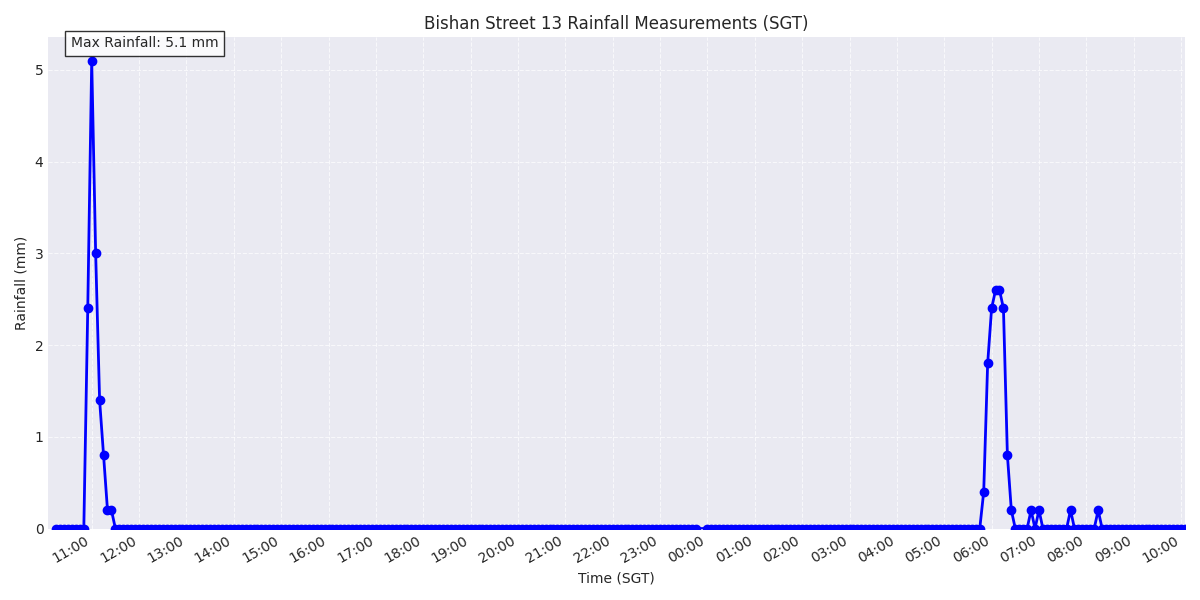 Bishan Street 13 Rainfall Measurements (SGT)
Max Rainfall: 5.1 mm
Rainfall (mm)
5
4
3
2
1
0
11:00 12:00 13:00 14:00 15:00 16:00 17:00 18:00 19:00 20:00 21:00 22:00 23:00 00:00 01:00 02:00 03:00 04:00 05:00 06:00 07:00 08:00 09:00 10:00
Time (SGT)